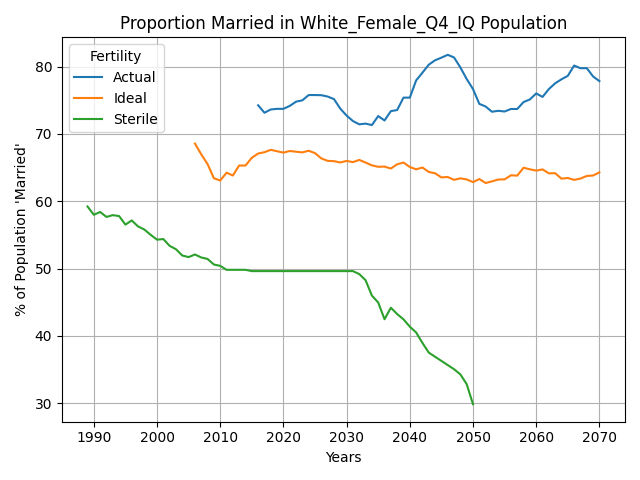 Proportion Married in White_Female_Q4_IQ Population
% of Population 'Married'
80
70
60
50
40
30
Fertility
Actual
Ideal
Sterile
1990 2000 2010 2020 2030 2040 2050 2060 2070
Years